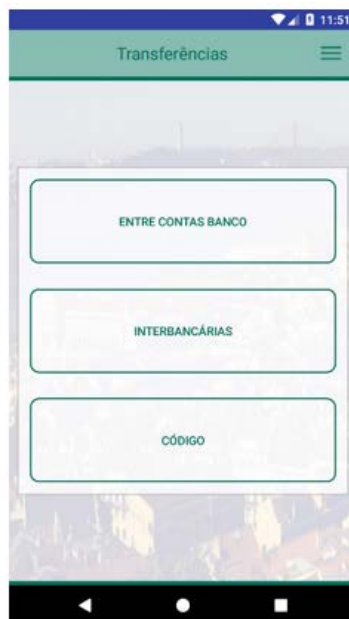 11:51
Transferências
ENTRE CONTAS BANCO
INTERBANCÁRIAS
CÓDIGO